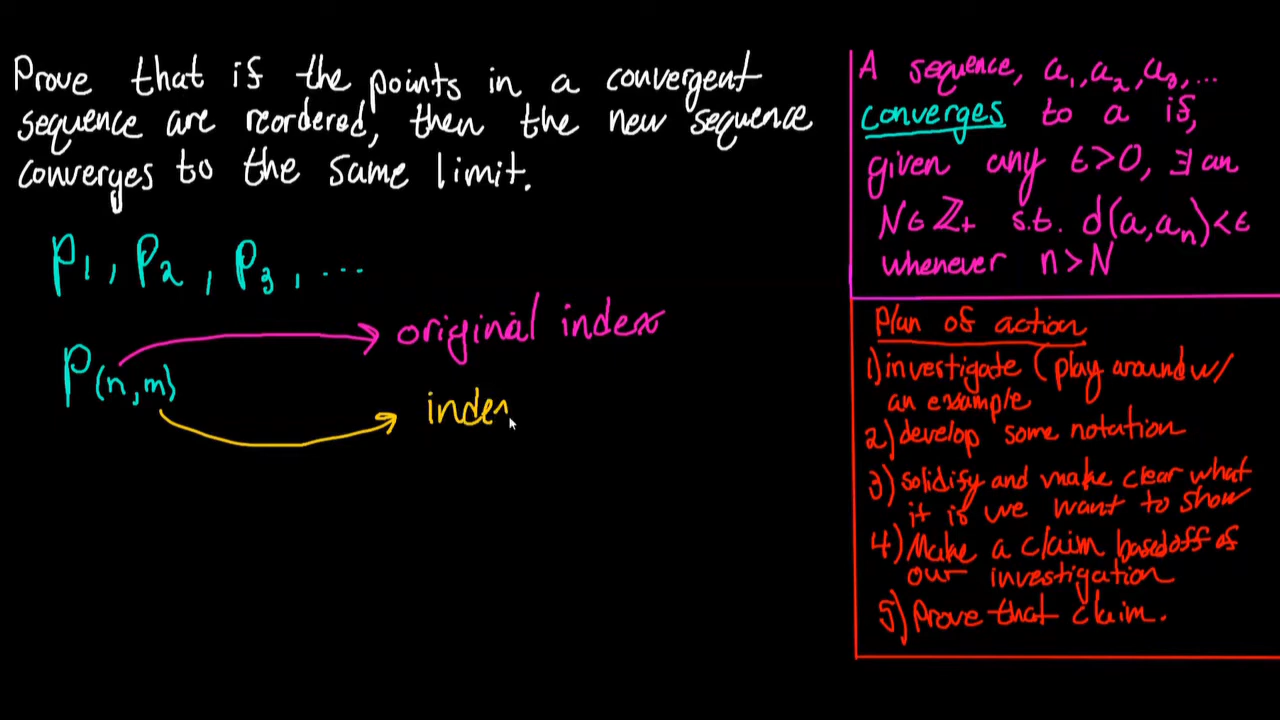 Prove that if the points in a convergent
sequence are reordered, then the new sequence
converges to the same limit.
p1, p2, p3, ...
original index
P(n,m)
index
A sequence, a1, a2, a3, ...
converges to a if,
given any ε>0, ∃ an
N∈ℤ+ s.t. d(a,an)<ε
whenever n>N
Plan of action
1) investigate (play around w/
an example
2) develop some notation
3) solidify and make clear what
it is we want to show
4) Make a claim based off of
our investigation
5) Prove that claim.